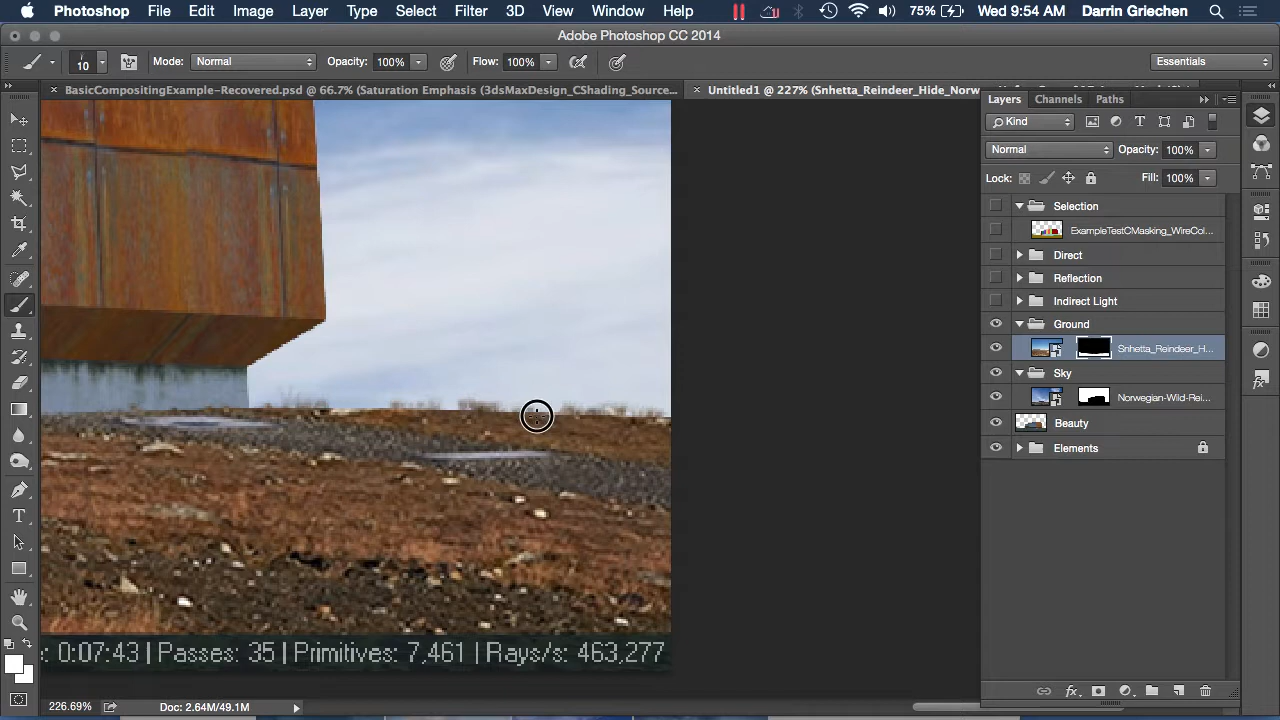 Photoshop File Edit Image Layer Type Select Filter 3D View Window Help 75% Wed 9:54 AM Darrin Griechen
Adobe Photoshop CC 2014
10 Mode: Normal Opacity: 100% Flow: 100% Essentials
BasicCompositingExample-Recovered.psd @ 66.7% (Saturation Emphasis (3dsMaxDesign_CShading_Source... Untitled1 @ 227% (Snhetta_Reindeer_Hide_Norw
Layers Channels Paths
Kind
Normal Opacity: 100%
Lock: Fill: 100%
Selection
ExampleTestCMasking_WireCol...
Direct
Reflection
Indirect Light
Ground
Snhetta_Reindeer_H...
Sky
Norwegian-Wild-Rei...
Beauty
Elements
: 0:07:43 | Passes: 35 | Primitives: 7,461 | Rays/s: 463,277
226.69% Doc: 2.64M/49.1M